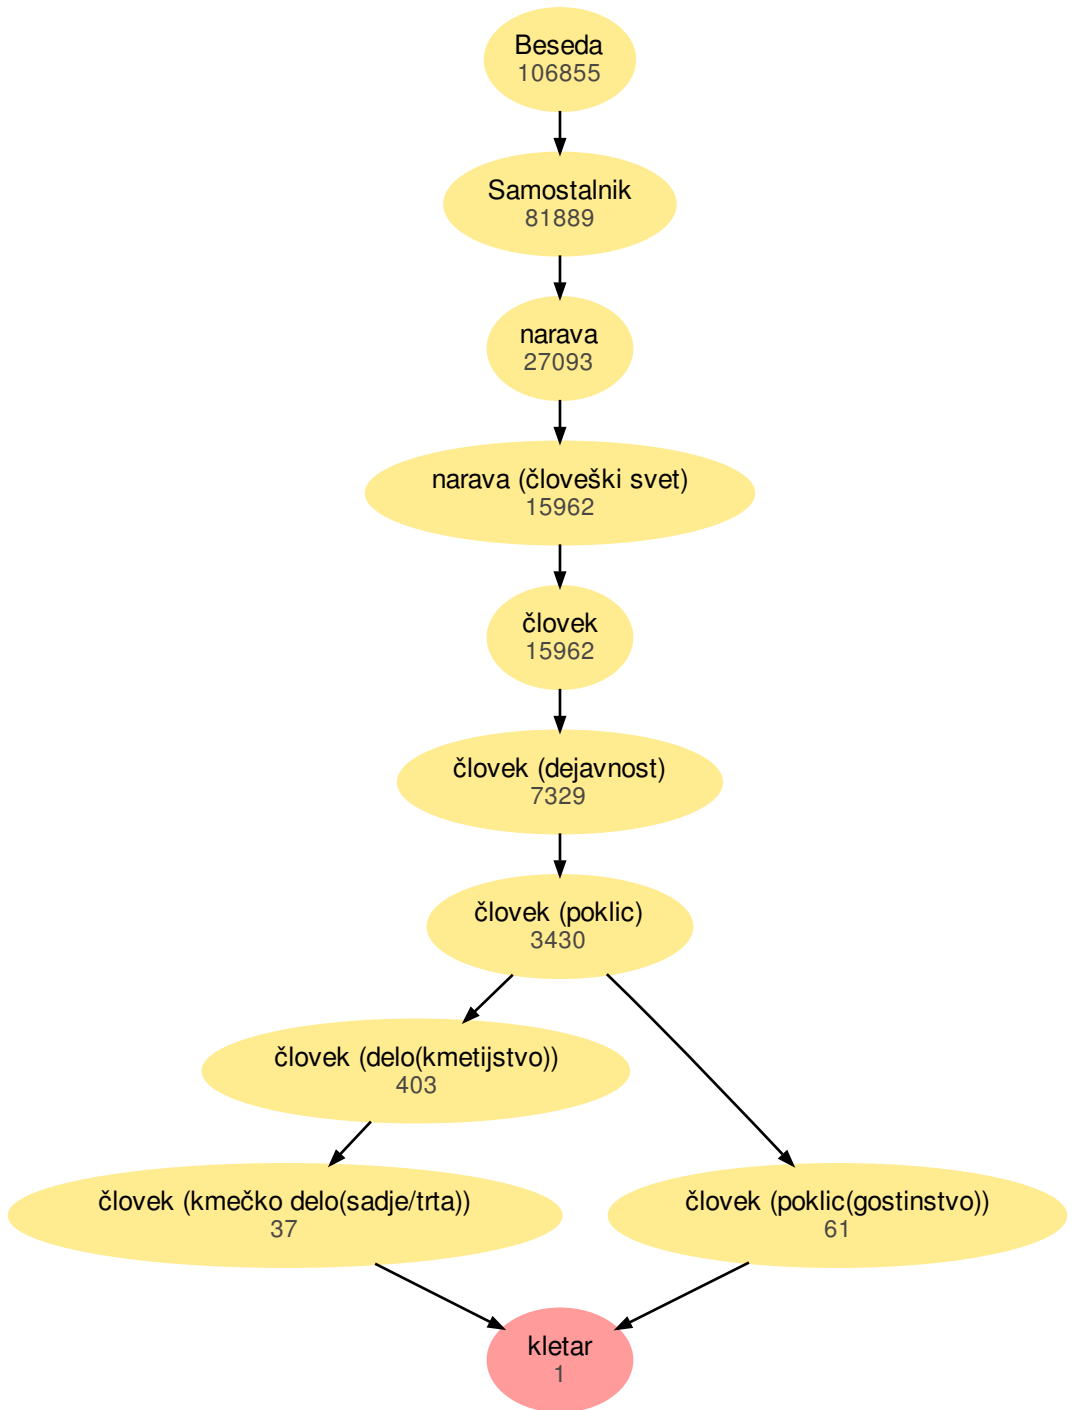 Beseda
106855
Samostalnik
81889
narava
27093
narava (človeški svet)
15962
človek
15962
človek (dejavnost)
7329
človek (poklic)
3430
človek (delo(kmetijstvo))
403
človek (kmečko delo(sadje/trta))
37
človek (poklic(gostinstvo))
61
kletar
1